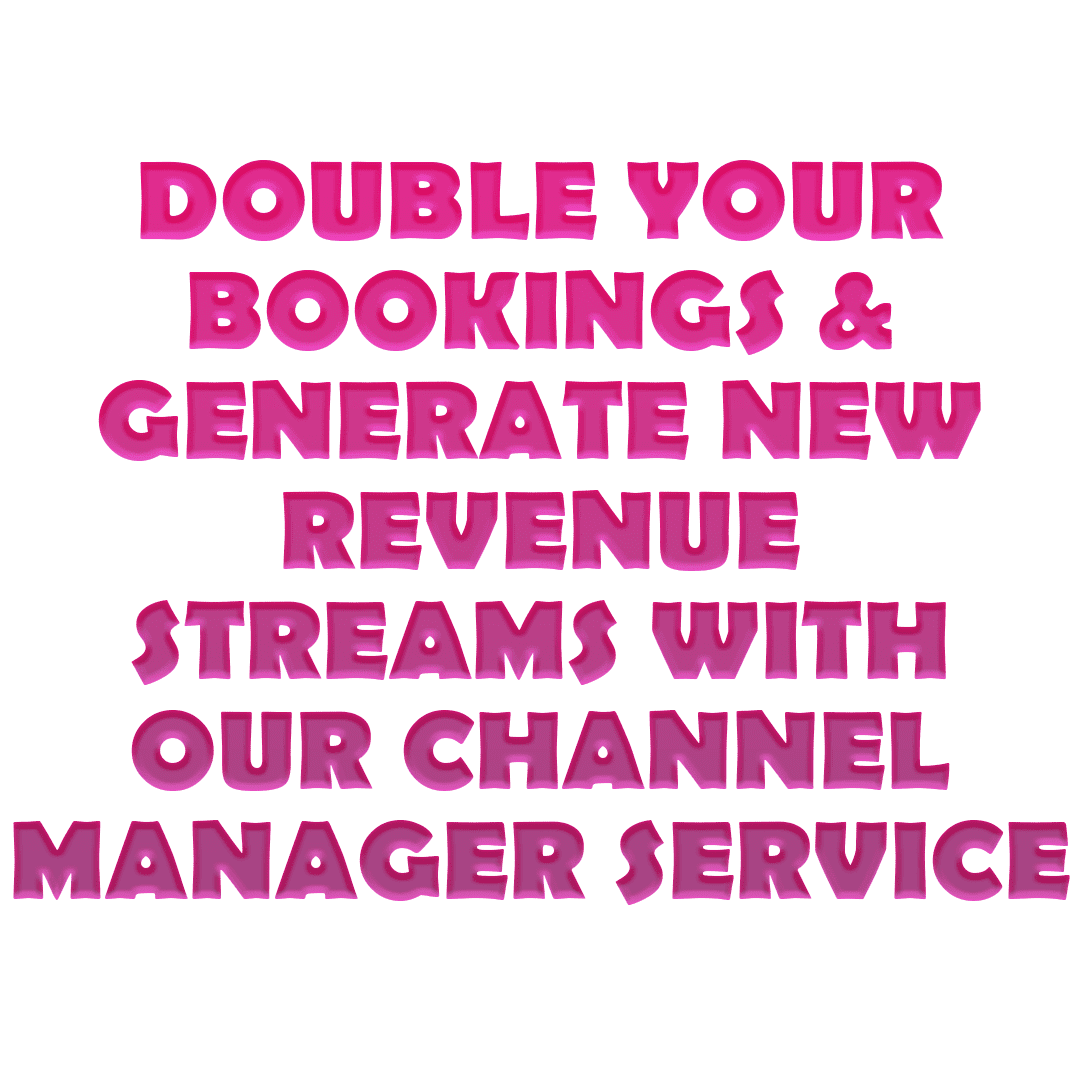 DOUBLE YOUR
BOOKINGS &
GENERATE NEW
REVENUE
STREAMS WITH
OUR CHANNEL
MANAGER SERVICE